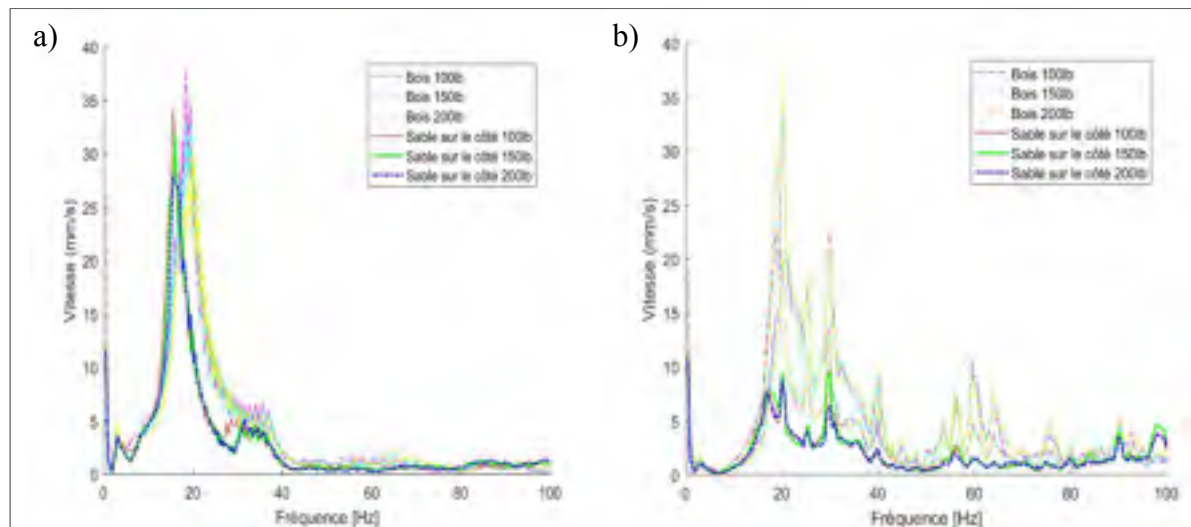 a)
40
35
30
25
20
15
10
5
0
Vitesse (mm/s)
0 20 40 60 80 100
Fréquence [Hz]
Bois 100lb
Bois 150lb
Bois 200lb
Sable sur le côté 100lb
Sable sur le côté 150lb
Sable sur le côté 200lb
b)
40
35
30
25
20
15
10
5
0
Vitesse (mm/s)
0 20 40 60 80 100
Fréquence [Hz]
Bois 100lb
Bois 150lb
Bois 200lb
Sable sur le côté 100lb
Sable sur le côté 150lb
Sable sur le côté 200lb